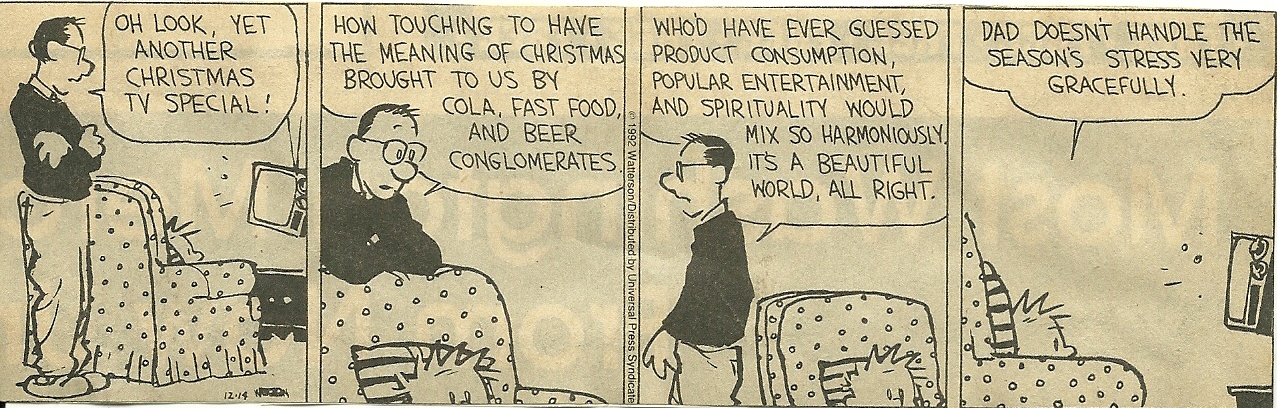 OH LOOK, YET
ANOTHER
CHRISTMAS
TV SPECIAL!
12·14
HOW TOUCHING TO HAVE
THE MEANING OF CHRISTMAS
BROUGHT TO US BY
COLA, FAST FOOD,
AND BEER
CONGLOMERATES.
© 1992 Watterson/Distributed by Universal Press Syndicate
WHO'D HAVE EVER GUESSED
PRODUCT CONSUMPTION,
POPULAR ENTERTAINMENT,
AND SPIRITUALITY WOULD
MIX SO HARMONIOUSLY.
IT'S A BEAUTIFUL
WORLD, ALL RIGHT.
DAD DOESN'T HANDLE THE
SEASON'S STRESS VERY
GRACEFULLY.